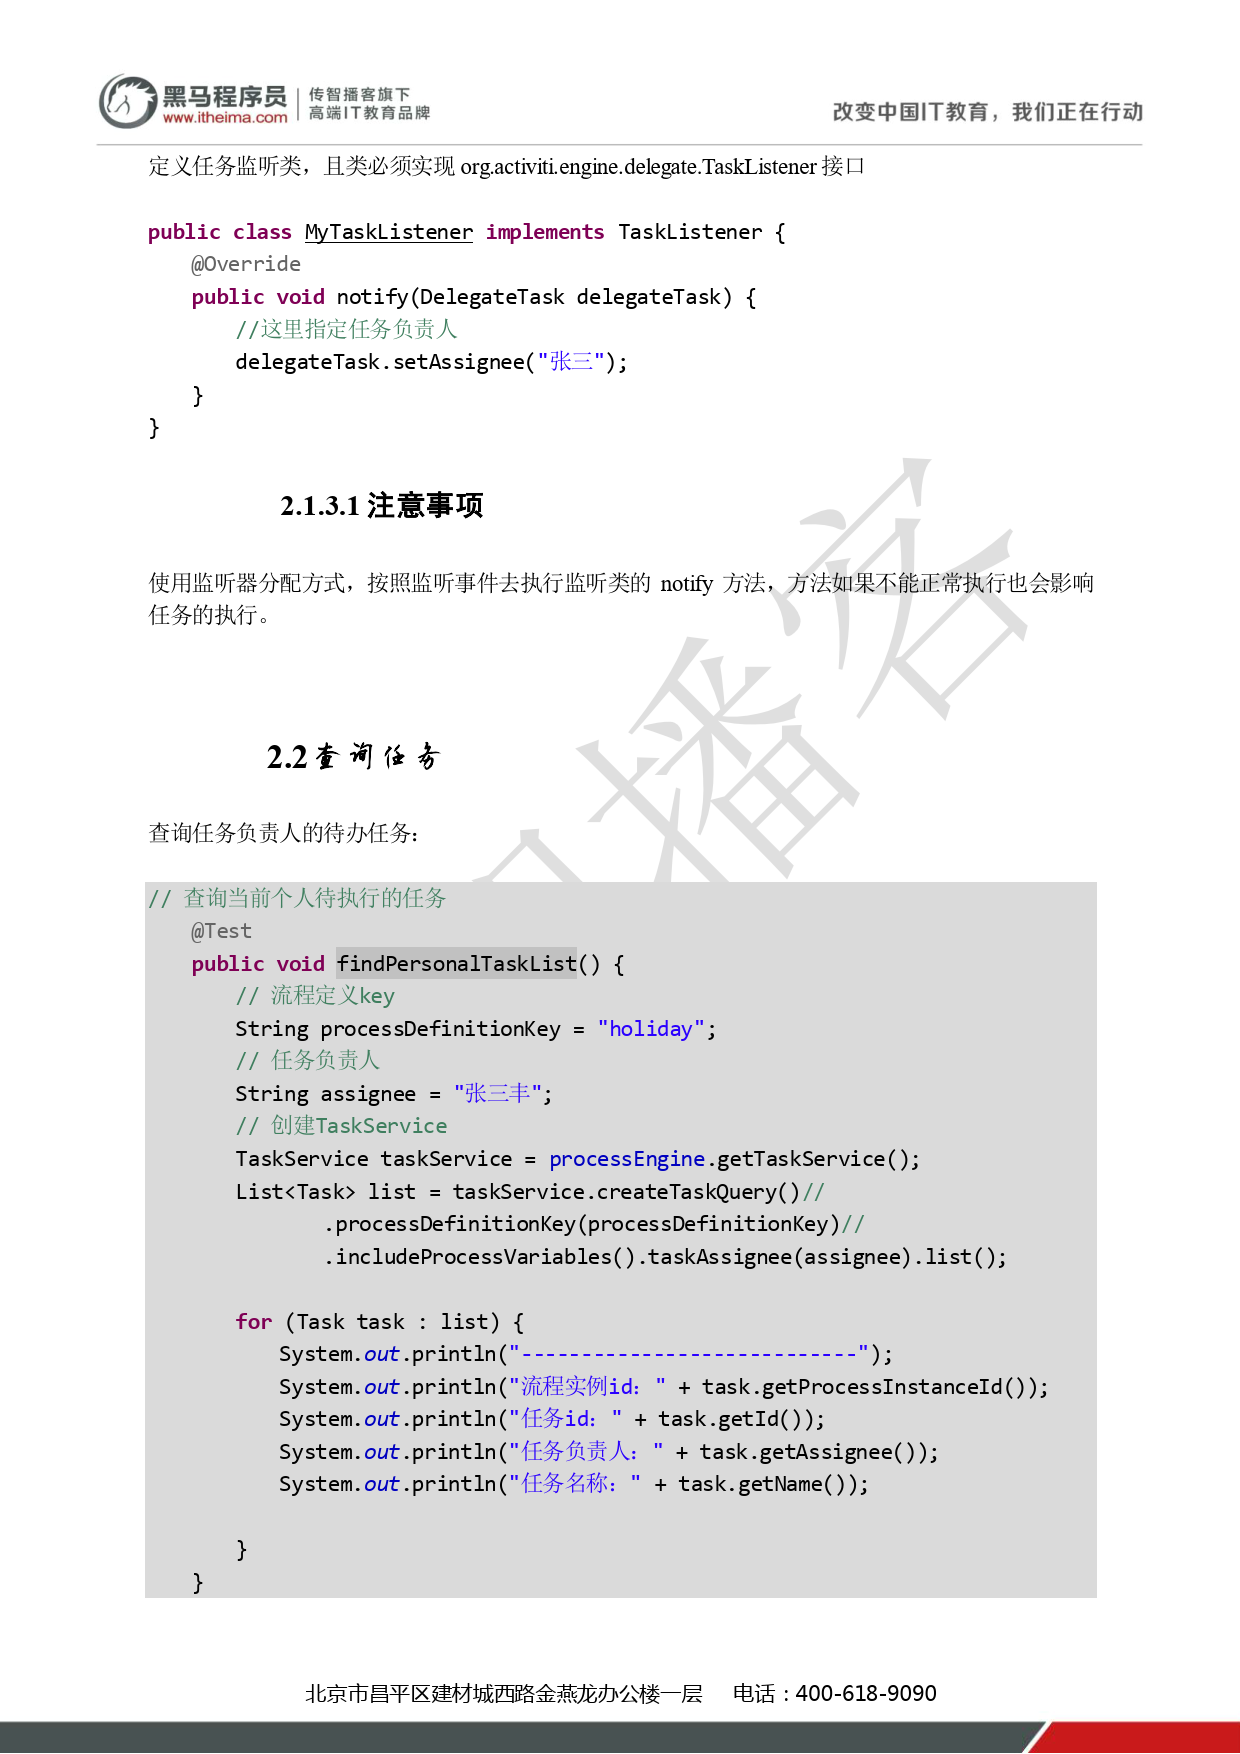 黑马程序员
www.itheima.com
传智播客旗下
高端IT教育品牌
改变中国IT教育，我们正在行动
定义任务监听类，且类必须实现 org.activiti.engine.delegate.TaskListener 接口
public class MyTaskListener implements TaskListener {
    @Override
    public void notify(DelegateTask delegateTask) {
        //这里指定任务负责人
        delegateTask.setAssignee("张三");
    }
}
2.1.3.1 注意事项
使用监听器分配方式，按照监听事件去执行监听类的 notify 方法，方法如果不能正常执行也会影响
任务的执行。
2.2 查询任务
查询任务负责人的待办任务：
// 查询当前个人待执行的任务
    @Test
    public void findPersonalTaskList() {
        // 流程定义key
        String processDefinitionKey = "holiday";
        // 任务负责人
        String assignee = "张三丰";
        // 创建TaskService
        TaskService taskService = processEngine.getTaskService();
        List<Task> list = taskService.createTaskQuery()//
                .processDefinitionKey(processDefinitionKey)//
                .includeProcessVariables().taskAssignee(assignee).list();
        for (Task task : list) {
            System.out.println("----------------------------");
            System.out.println("流程实例id：" + task.getProcessInstanceId());
            System.out.println("任务id：" + task.getId());
            System.out.println("任务负责人：" + task.getAssignee());
            System.out.println("任务名称：" + task.getName());
        }
    }
播客
北京市昌平区建材城西路金燕龙办公楼一层 电话：400-618-9090